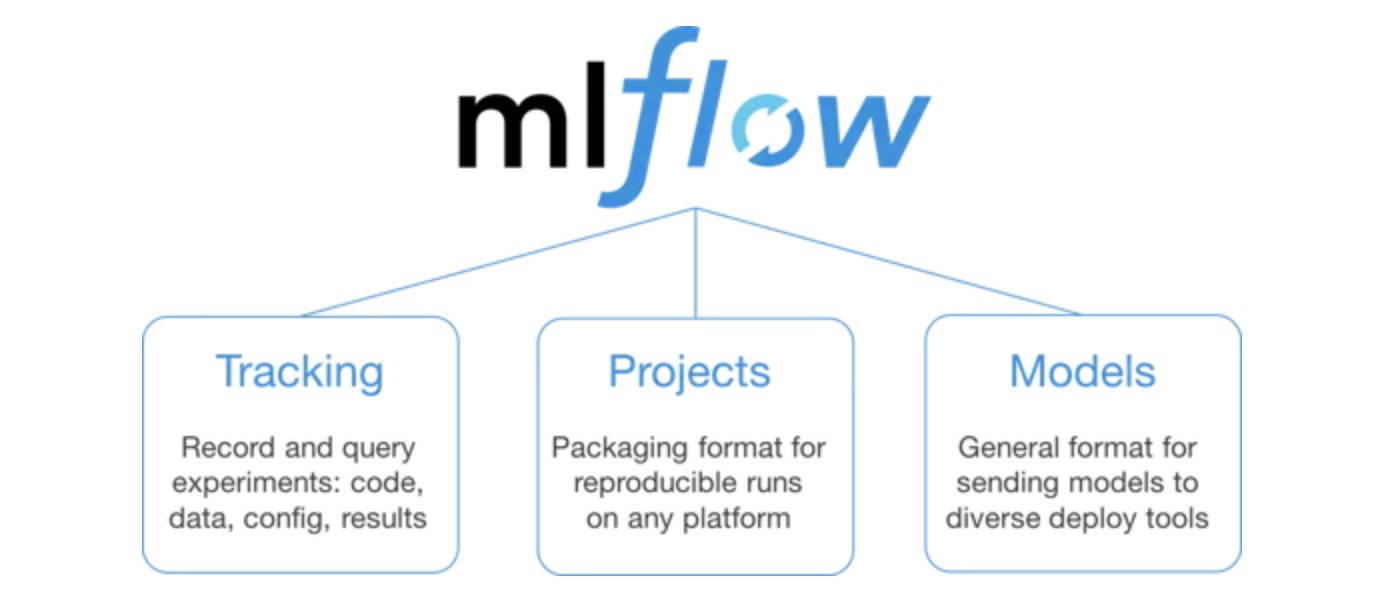 mlflow
Tracking
Record and query
experiments: code,
data, config, results
Projects
Packaging format for
reproducible runs
on any platform
Models
General format for
sending models to
diverse deploy tools